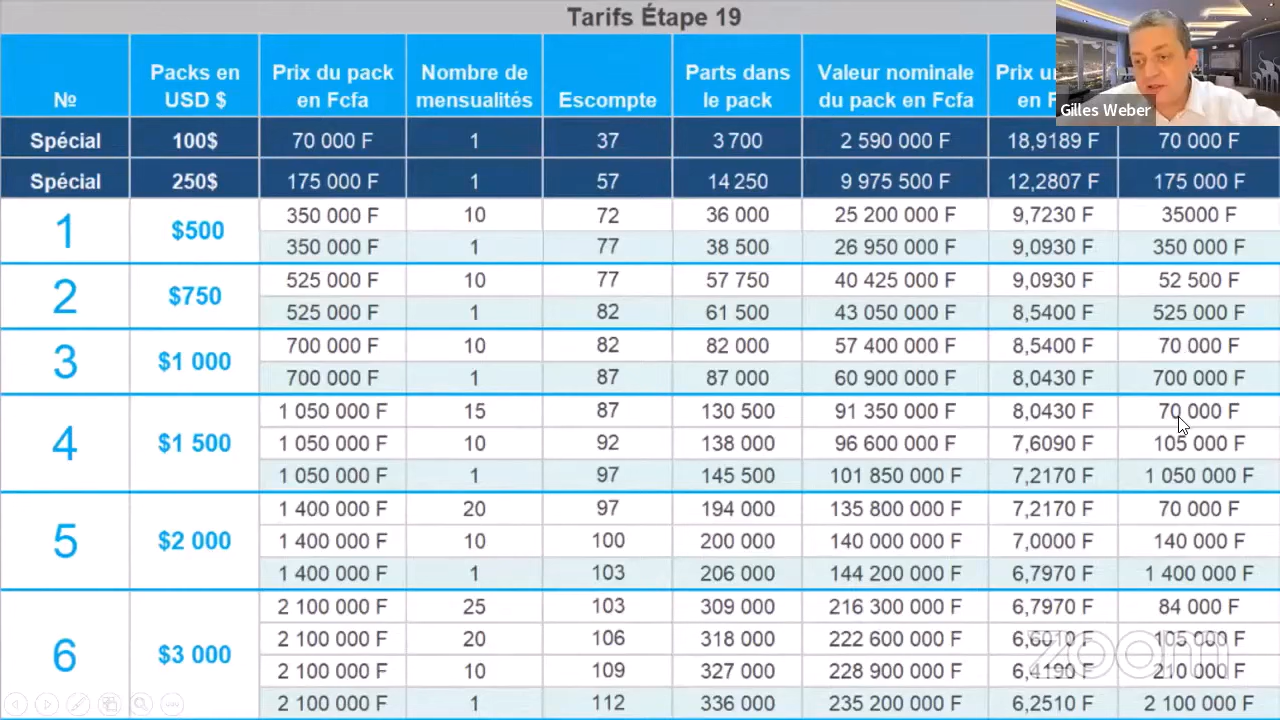 Tarifs Étape 19
№ Packs en USD $ Prix du pack en Fcfa Nombre de mensualités Escompte Parts dans le pack Valeur nominale du pack en Fcfa Prix
Gilles Weber
Spécial 100$ 70 000 F 1 37 3 700 2 590 000 F 18,9189 F 70 000 F
Spécial 250$ 175 000 F 1 57 14 250 9 975 500 F 12,2807 F 175 000 F
1 $500 350 000 F 10 72 36 000 25 200 000 F 9,7230 F 35000 F
350 000 F 1 77 38 500 26 950 000 F 9,0930 F 350 000 F
2 $750 525 000 F 10 77 57 750 40 425 000 F 9,0930 F 52 500 F
525 000 F 1 82 61 500 43 050 000 F 8,5400 F 525 000 F
3 $1 000 700 000 F 10 82 82 000 57 400 000 F 8,5400 F 70 000 F
700 000 F 1 87 87 000 60 900 000 F 8,0430 F 700 000 F
4 $1 500 1 050 000 F 15 87 130 500 91 350 000 F 8,0430 F 70 000 F
1 050 000 F 10 92 138 000 96 600 000 F 7,6090 F 105 000 F
1 050 000 F 1 97 145 500 101 850 000 F 7,2170 F 1 050 000 F
5 $2 000 1 400 000 F 20 97 194 000 135 800 000 F 7,2170 F 70 000 F
1 400 000 F 10 100 200 000 140 000 000 F 7,0000 F 140 000 F
1 400 000 F 1 103 206 000 144 200 000 F 6,7970 F 1 400 000 F
6 $3 000 2 100 000 F 25 103 309 000 216 300 000 F 6,7970 F 84 000 F
2 100 000 F 20 106 318 000 222 600 000 F 6,6010 F 105 000 F
2 100 000 F 10 109 327 000 228 900 000 F 6,4190 F 210 000 F
2 100 000 F 1 112 336 000 235 200 000 F 6,2510 F 2 100 000 F
zoom